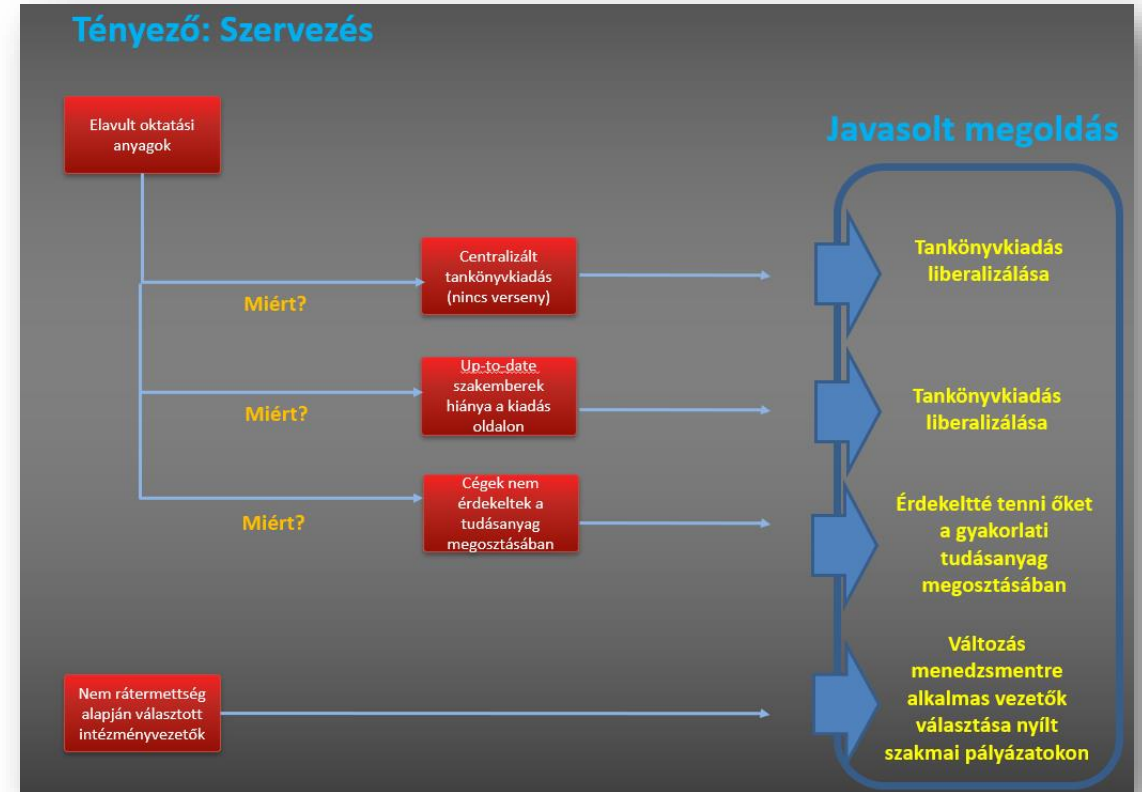 Tényező: Szervezés
Elavult oktatási
anyagok
Javasolt megoldás
Centralizált
tankönyvkiadás
(nincs verseny)
Miért?
Tankönyvkiadás
liberalizálása
Up-to-date
szakemberek
hiánya a kiadás
oldalon
Miért?
Tankönyvkiadás
liberalizálása
Cégek nem
érdekeltek a
tudásanyag
megosztásában
Miért?
Érdekeltté tenni őket
a gyakorlati
tudásanyag
megosztásában
Nem rátermettség
alapján választott
intézményvezetők
Változás
menedzsmentre
alkalmas vezetők
választása nyílt
szakmai pályázatokon